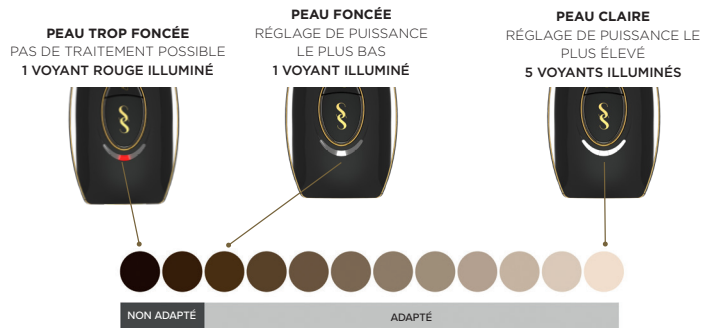 PEAU TROP FONCÉE
PAS DE TRAITEMENT POSSIBLE
1 VOYANT ROUGE ILLUMINÉ
PEAU FONCÉE
RÉGLAGE DE PUISSANCE
LE PLUS BAS
1 VOYANT ILLUMINÉ
PEAU CLAIRE
RÉGLAGE DE PUISSANCE LE
PLUS ÉLEVÉ
5 VOYANTS ILLUMINÉS
NON ADAPTÉ
ADAPTÉ